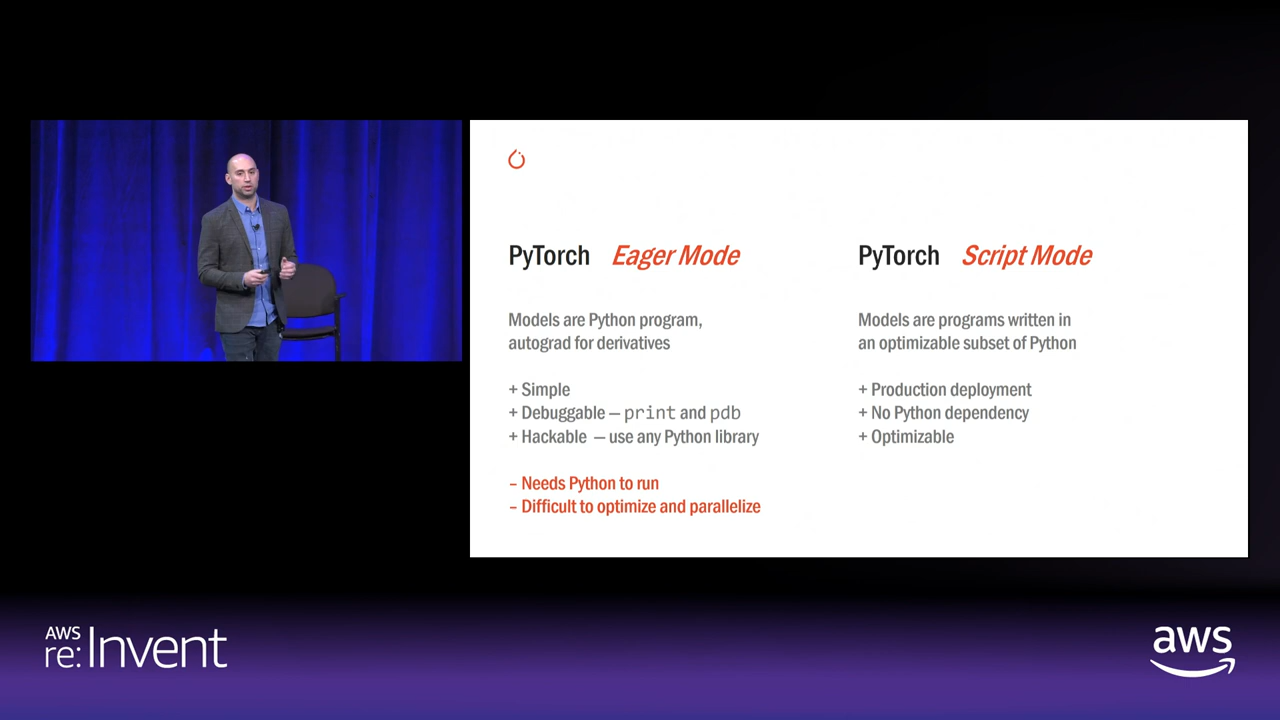 PyTorch Eager Mode
Models are Python program,
autograd for derivatives
+ Simple
+ Debuggable – print and pdb
+ Hackable – use any Python library
– Needs Python to run
– Difficult to optimize and parallelize
PyTorch Script Mode
Models are programs written in
an optimizable subset of Python
+ Production deployment
+ No Python dependency
+ Optimizable
AWS
re:Invent
aws